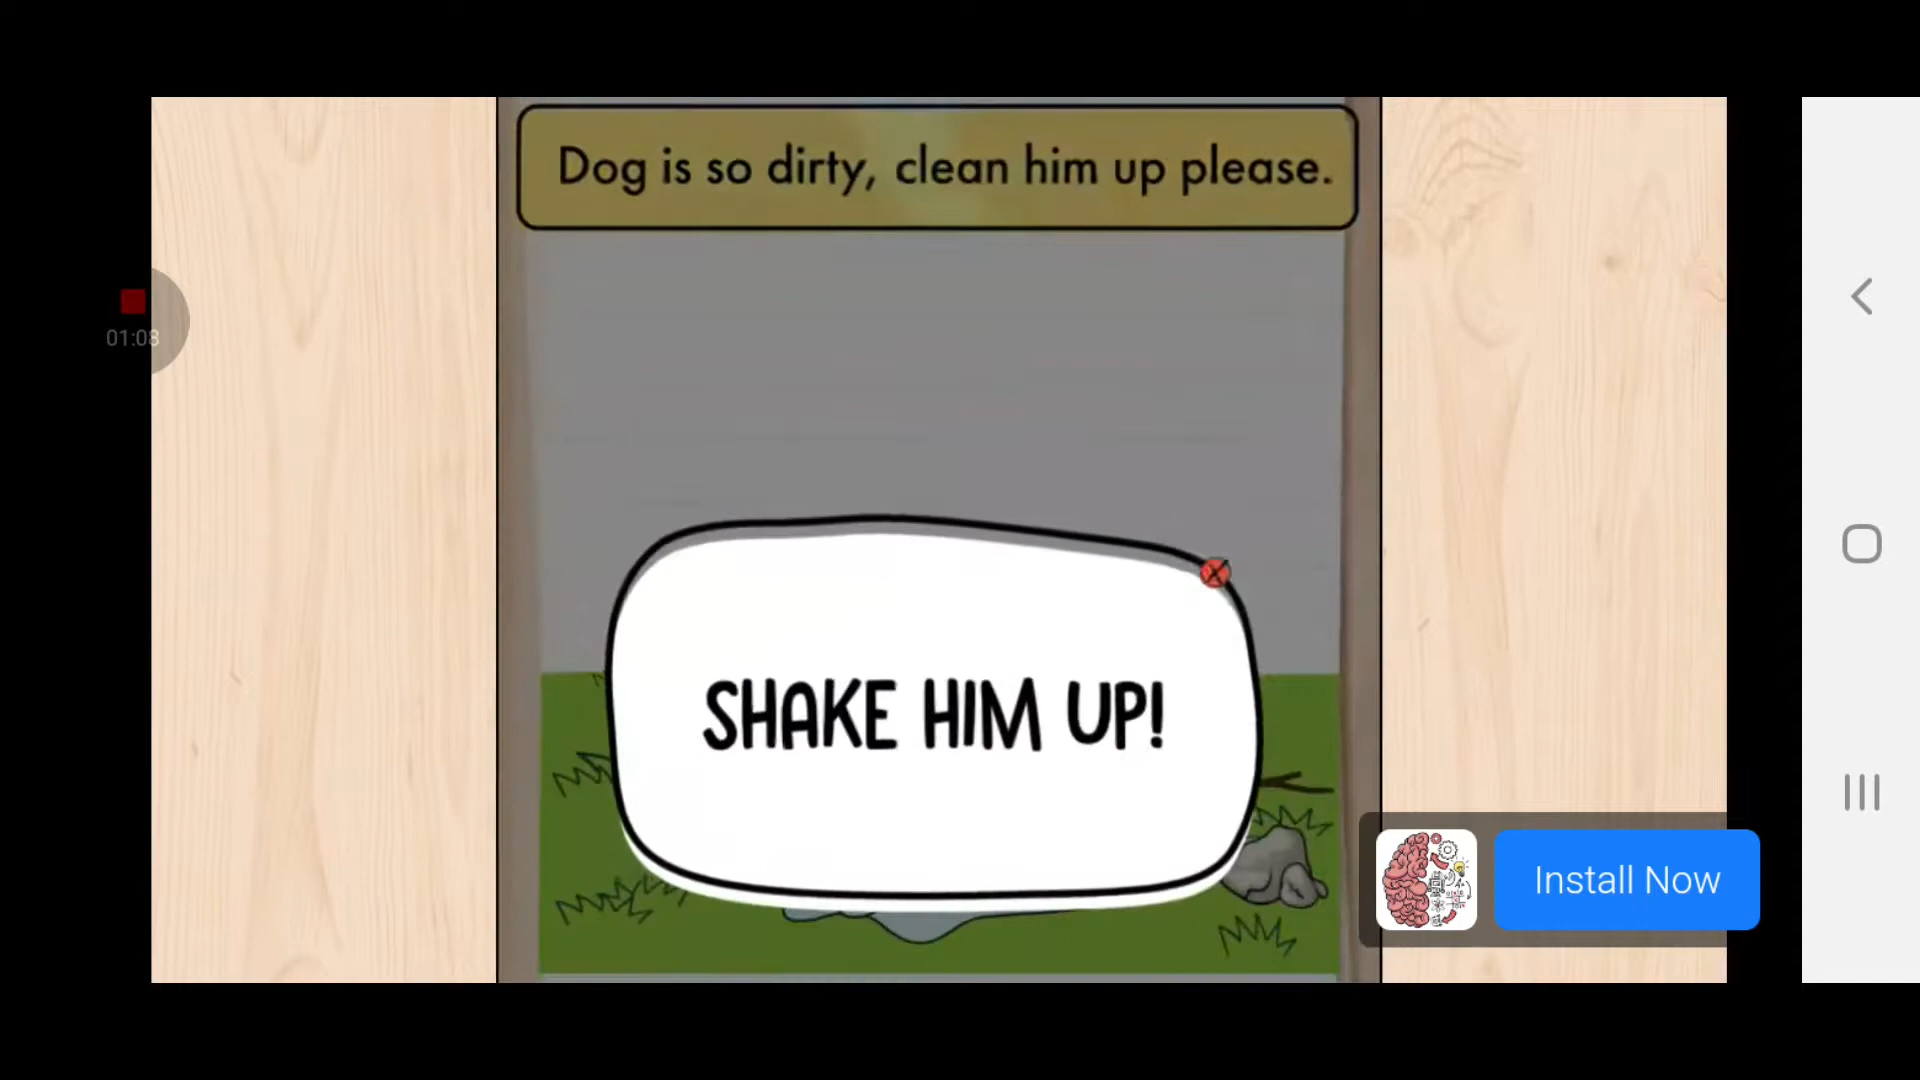 Dog is so dirty, clean him up please.
01:08
SHAKE HIM UP!
Install Now